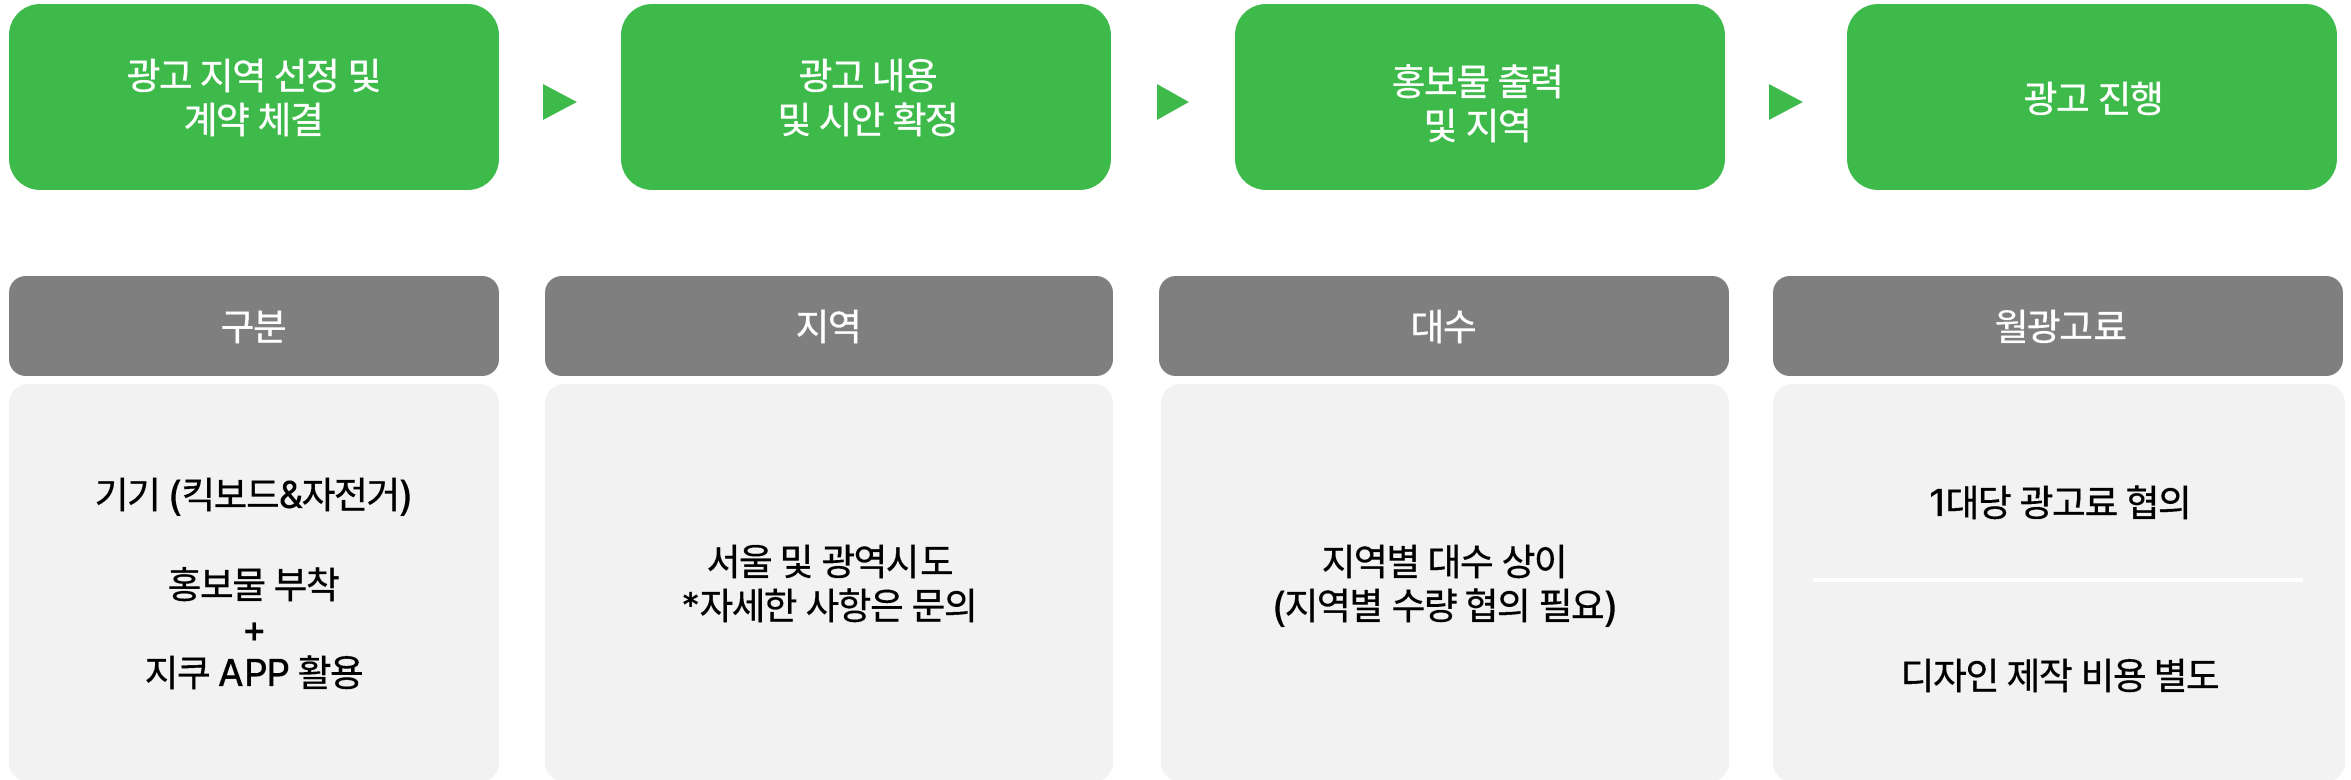 광고 지역 선정 및
계약 체결
광고 내용
및 시안 확정
홍보물 출력
및 지역
광고 진행
구분
지역
대수
월광고료
기기 (킥보드&자전거)
홍보물 부착
+
지쿠 APP 활용
서울 및 광역시도
*자세한 사항은 문의
지역별 대수 상이
(지역별 수량 협의 필요)
1대당 광고료 협의
디자인 제작 비용 별도